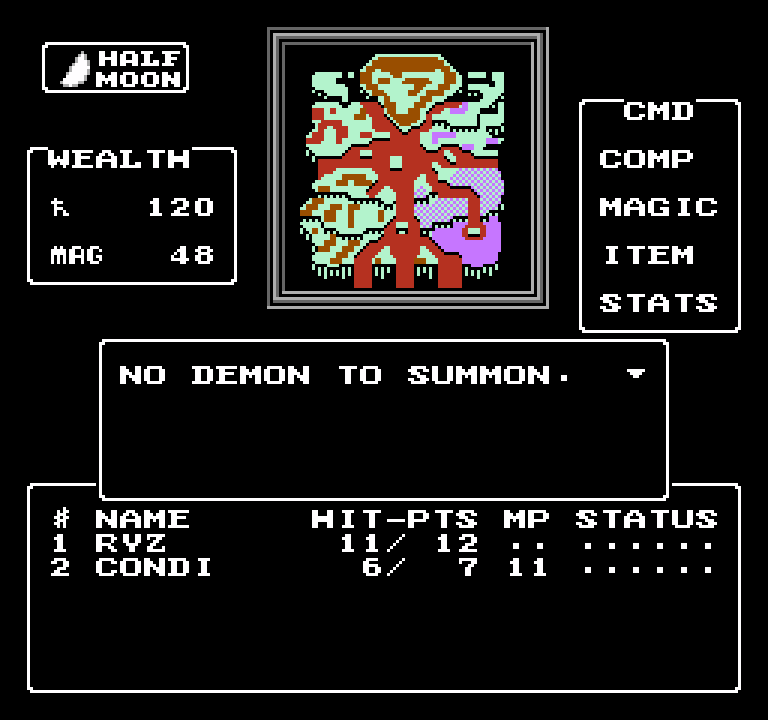 HALF
MOON
WEALTH
ћ 120
MAG 48
CMD
COMP
MAGIC
ITEM
STATS
NO DEMON TO SUMMON.
# NAME HIT-PTS MP STATUS
1 RYZ 11/ 12 .. ......
2 CONDI 6/ 7 11 ......